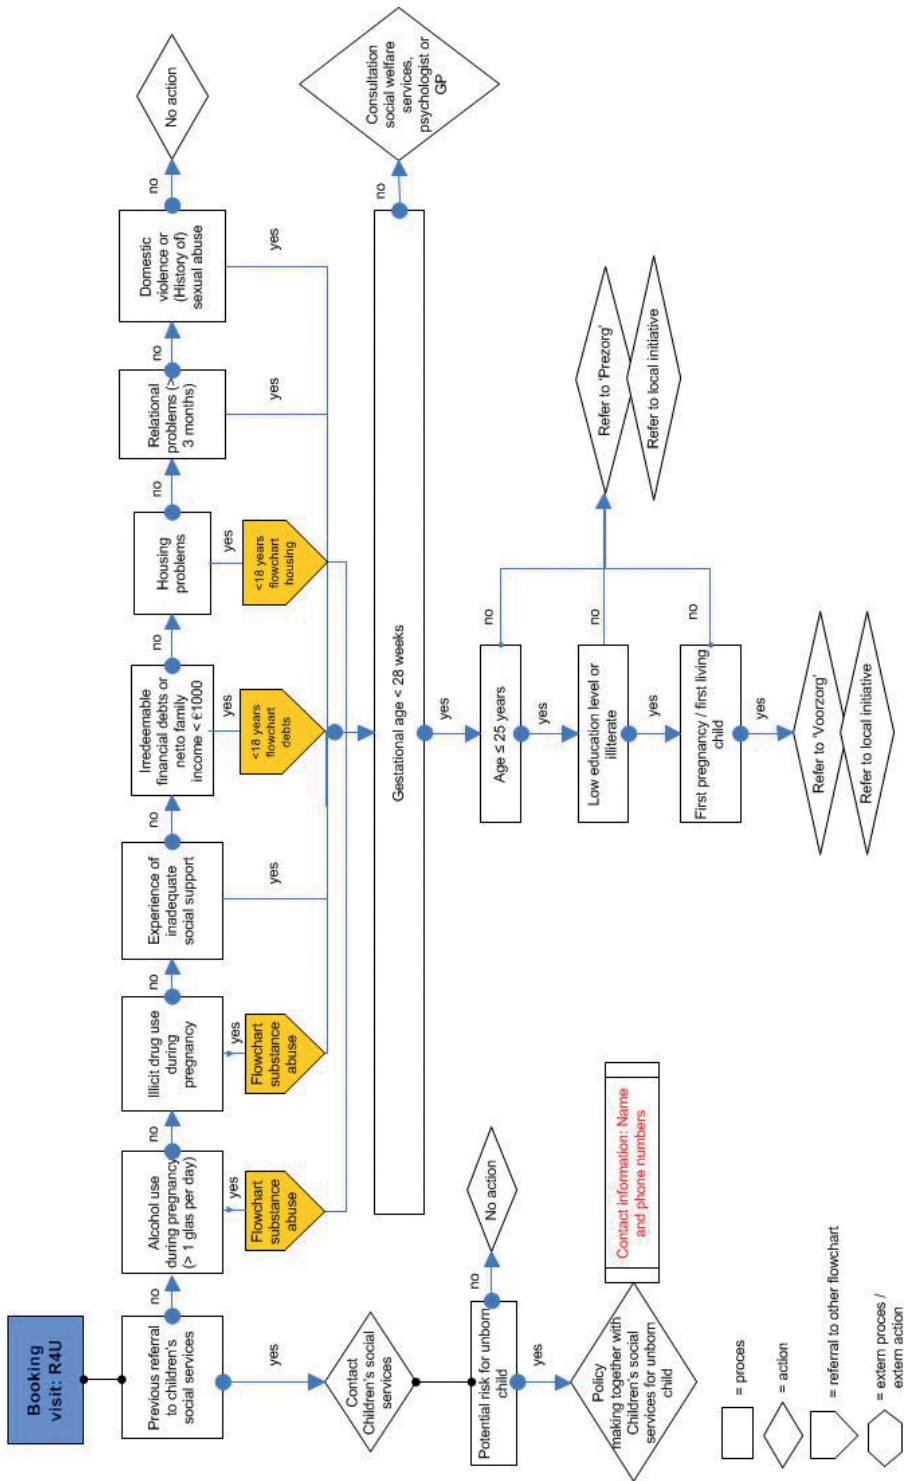 Booking
visit: R4U
Previous referral
to children's
social services
no
Alcohol use
during pregnancy
(> 1 glas per day)
no
Illicit drug use
during
pregnancy
no
Experience of
inadequate
social support
no
Irredeemable
financial debts or
netto family
income < €1000
no
Housing
problems
no
Relational
problems (>
3 months)
no
Domestic
violence or
(History of)
sexual abuse
no
No action
yes
yes
Flowchart
substance
abuse
yes
Flowchart
substance
abuse
yes
yes
<18 years
flowchart
debts
yes
<18 years
flowchart
housing
yes
yes
Contact
Children's social
services
Gestational age < 28 weeks
no
Consultation
social welfare
services,
psychologist or
GP
Potential risk for unborn
child
no
No action
yes
Age ≤ 25 years
no
yes
Policy
making together with
Children's social
services for unborn
child
Contact information: Name
and phone numbers
yes
Low education level or
illiterate
no
Refer to 'Prezorg'
Refer to local initiative
yes
First pregnancy / first living
child
no
yes
Refer to 'Voorzorg'
Refer to local initiative
= proces
= action
= referral to other flowchart
= extern proces /
extern action